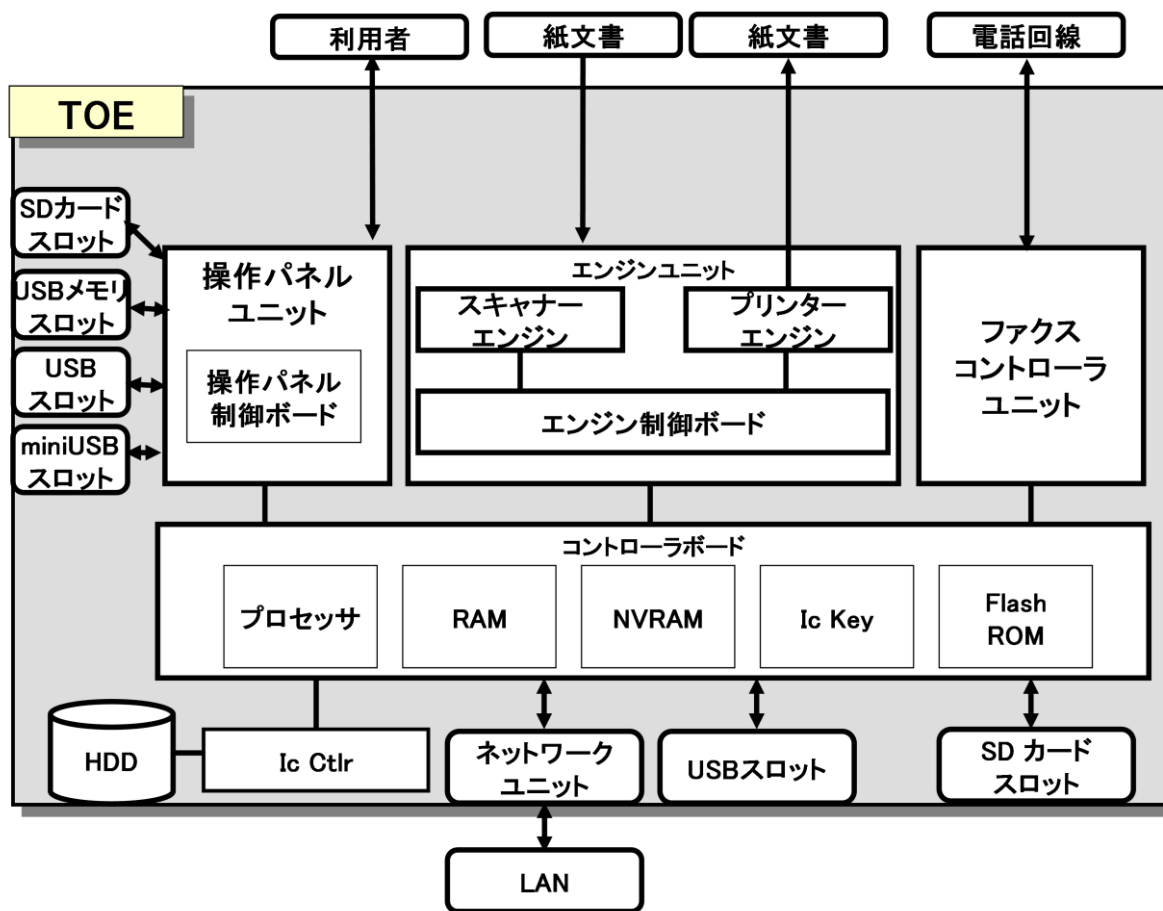 利用者
紙文書
紙文書
電話回線
TOE
SDカード
スロット
USBメモリ
スロット
USB
スロット
miniUSB
スロット
操作パネル
ユニット
操作パネル
制御ボード
エンジンユニット
スキャナー
エンジン
プリンター
エンジン
エンジン制御ボード
ファクス
コントローラ
ユニット
コントローラボード
プロセッサ
RAM
NVRAM
Ic Key
Flash
ROM
HDD
Ic Ctlr
ネットワーク
ユニット
USBスロット
SD カード
スロット
LAN